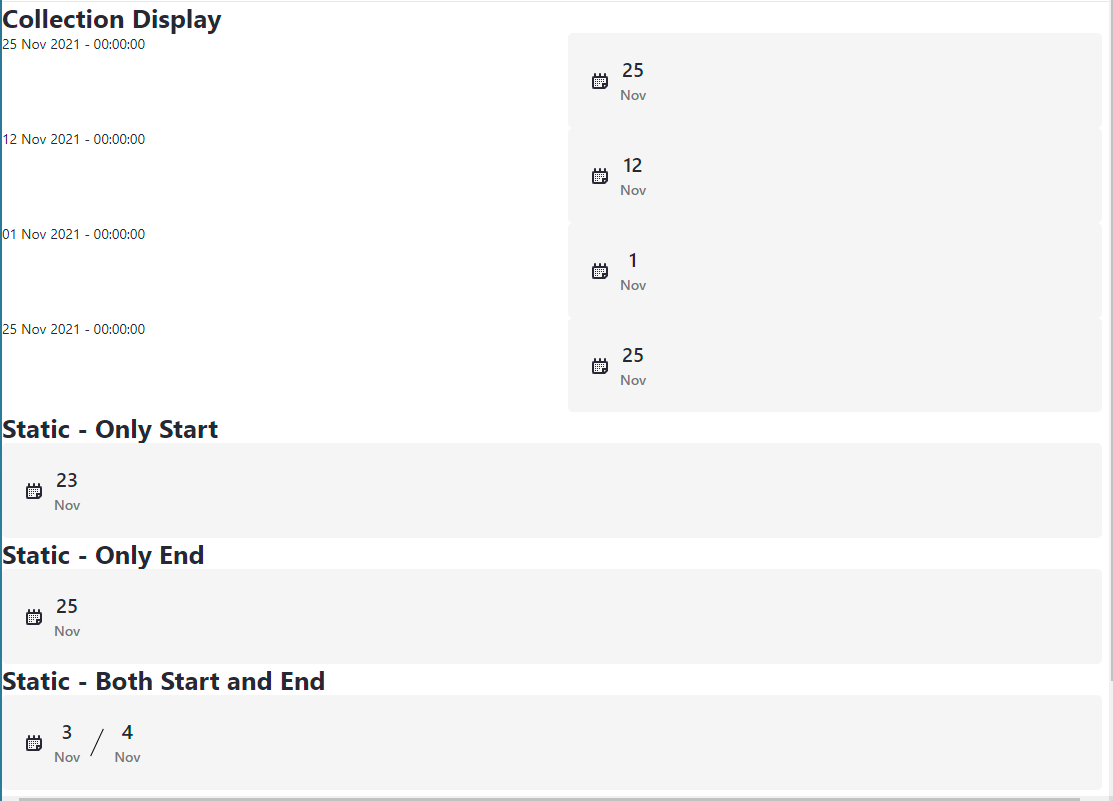 Collection Display
25 Nov 2021 - 00:00:00
25
Nov
12 Nov 2021 - 00:00:00
12
Nov
01 Nov 2021 - 00:00:00
1
Nov
25 Nov 2021 - 00:00:00
25
Nov
Static - Only Start
23
Nov
Static - Only End
25
Nov
Static - Both Start and End
3 / 4
Nov Nov